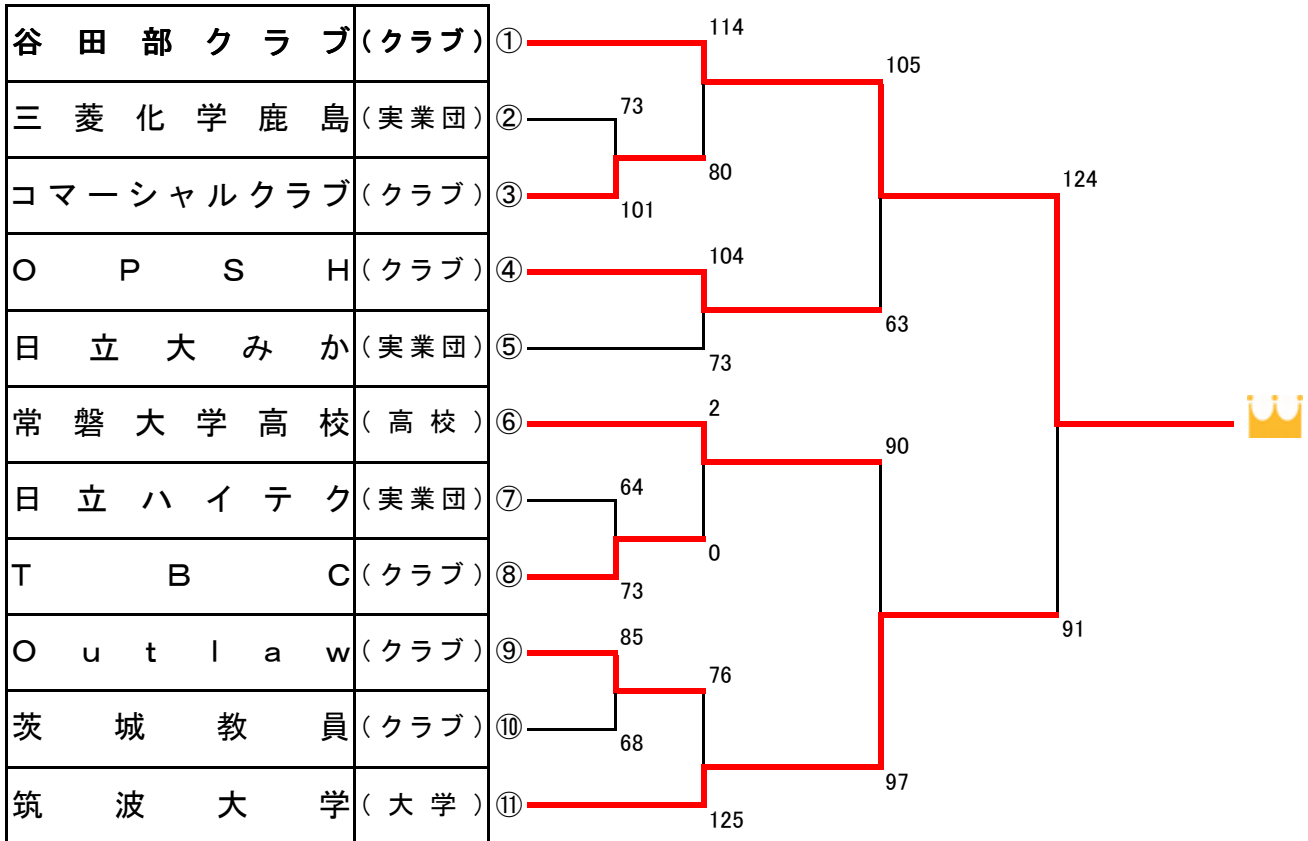 谷田部クラブ(クラブ) ①
三菱化学鹿島(実業団) ②
コマーシャルクラブ(クラブ) ③
OPSH(クラブ) ④
日立大みか(実業団) ⑤
常磐大学高校(高校) ⑥
日立ハイテク(実業団) ⑦
TBC(クラブ) ⑧
Outlaw(クラブ) ⑨
茨城教員(クラブ) ⑩
筑波大学(大学) ⑪
73
101
64
73
85
68
114
80
104
73
2
0
76
125
105
63
90
97
124
91